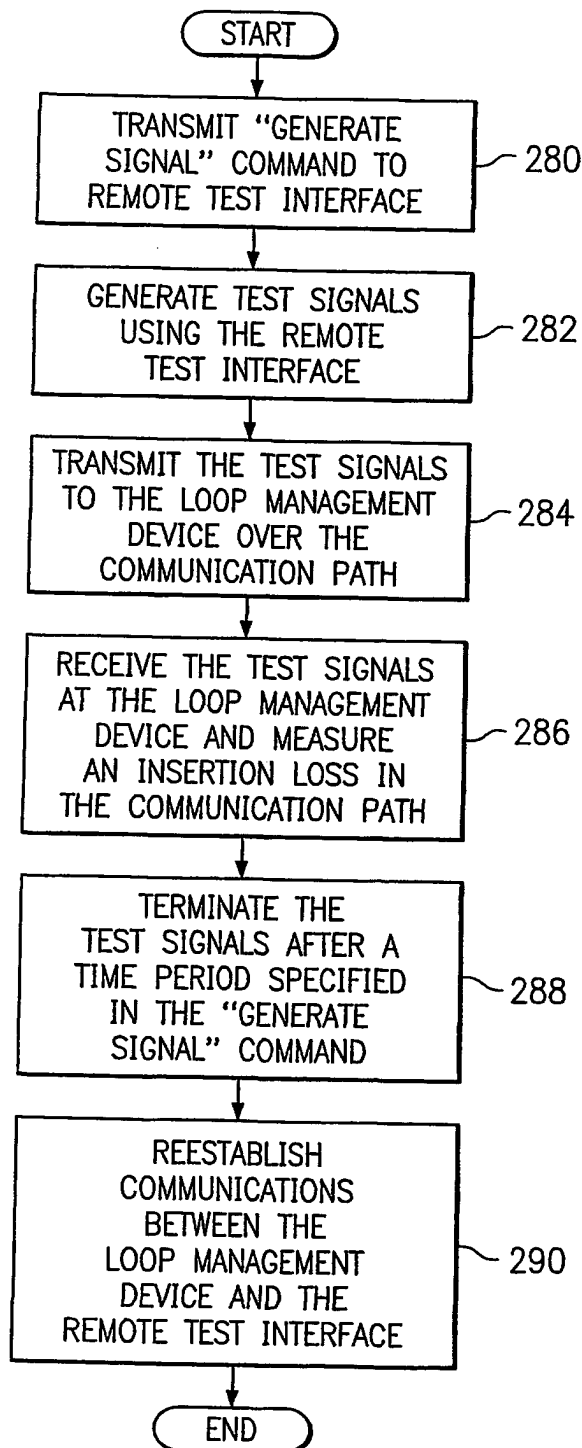 START
TRANSMIT “GENERATE
SIGNAL” COMMAND TO
REMOTE TEST INTERFACE
280
GENERATE TEST SIGNALS
USING THE REMOTE
TEST INTERFACE
282
TRANSMIT THE TEST SIGNALS
TO THE LOOP MANAGEMENT
DEVICE OVER THE
COMMUNICATION PATH
284
RECEIVE THE TEST SIGNALS
AT THE LOOP MANAGEMENT
DEVICE AND MEASURE
AN INSERTION LOSS IN
THE COMMUNICATION PATH
286
TERMINATE THE
TEST SIGNALS AFTER A
TIME PERIOD SPECIFIED
IN THE “GENERATE
SIGNAL” COMMAND
288
REESTABLISH
COMMUNICATIONS
BETWEEN THE
LOOP MANAGEMENT
DEVICE AND THE
REMOTE TEST INTERFACE
290
END